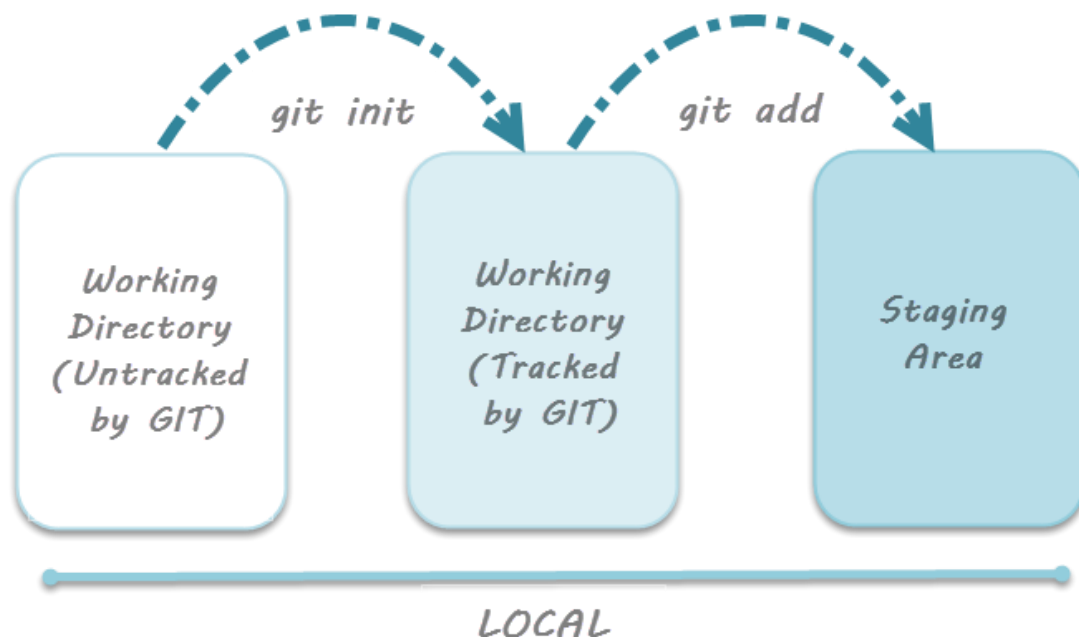 git init
git add
Working
Directory
(Untracked
by GIT)
Working
Directory
(Tracked
by GIT)
Staging
Area
LOCAL